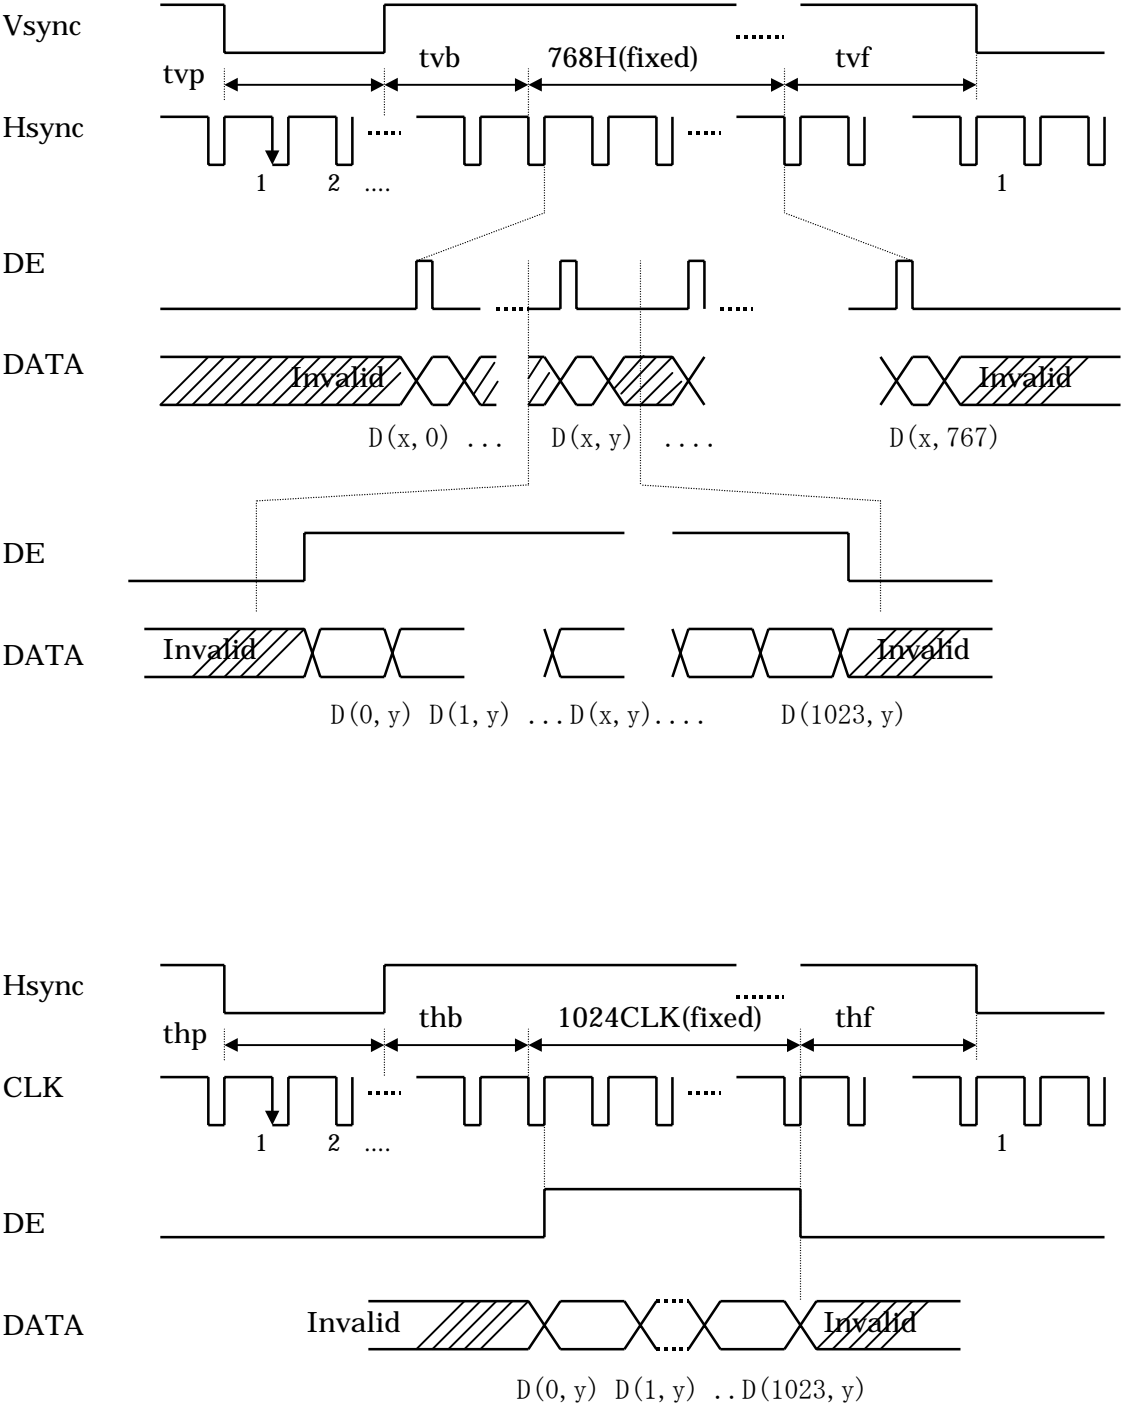 Vsync
tvp tvb 768H(fixed) tvf
Hsync
1 2 .... 1
DE
DATA Invalid Invalid
D(x,0) ... D(x,y) .... D(x,767)
DE
DATA Invalid Invalid
D(0,y) D(1,y) ...D(x,y).... D(1023,y)
Hsync
thp thb 1024CLK(fixed) thf
CLK
1 2 .... 1
DE
DATA Invalid Invalid
D(0,y) D(1,y) ..D(1023,y)